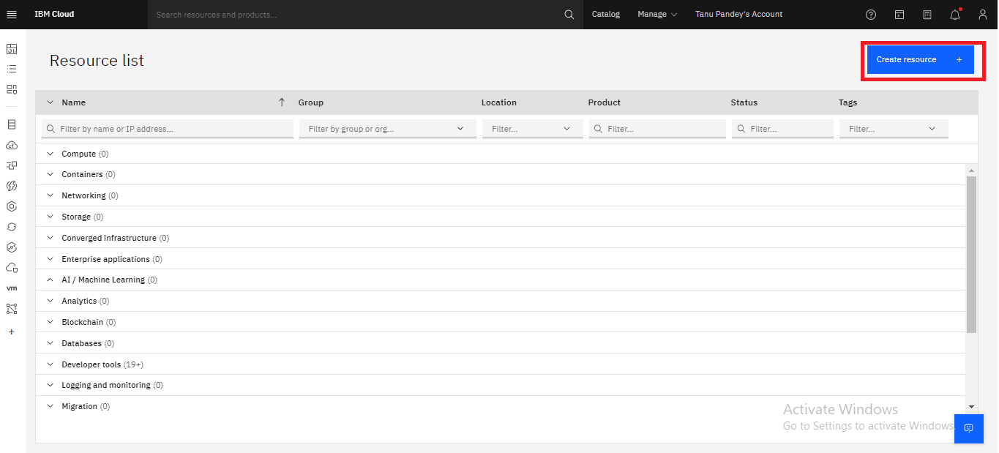 IBM Cloud Search resources and products... Catalog Manage Tanu Pandey's Account
Resource list
Create resource +
Name Group Location Product Status Tags
Filter by name or IP address... Filter by group or org... Filter... Filter... Filter... Filter...
Compute (0)
Containers (0)
Networking (0)
Storage (0)
Converged infrastructure (0)
Enterprise applications (0)
AI / Machine Learning (0)
Analytics (0)
Blockchain (0)
Databases (0)
Developer tools (19+)
Logging and monitoring (0)
Migration (0)
vm
+
Activate Windows
Go to Settings to activate Windows